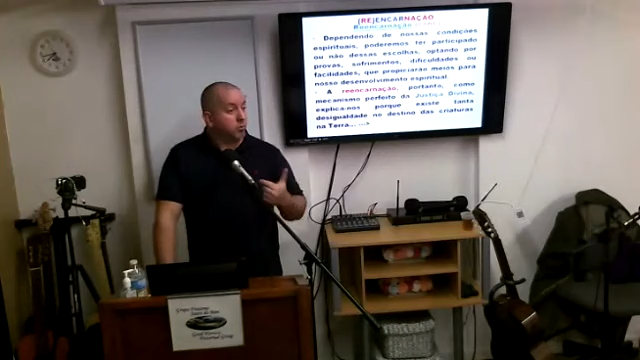 [RE]ENCARNAÇÃO
Reencarnação
Dependendo de nossas condições
espirituais, poderemos ter participado
ou não dessas escolhas, optando por
provas, sofrimentos, dificuldades ou
facilidades, que propiciarão meios para
nosso desenvolvimento espiritual.
A reencarnação, portanto, como
mecanismo perfeito da Justiça Divina,
explica-nos porque existe tanta
desigualdade no destino das criaturas
na Terra...